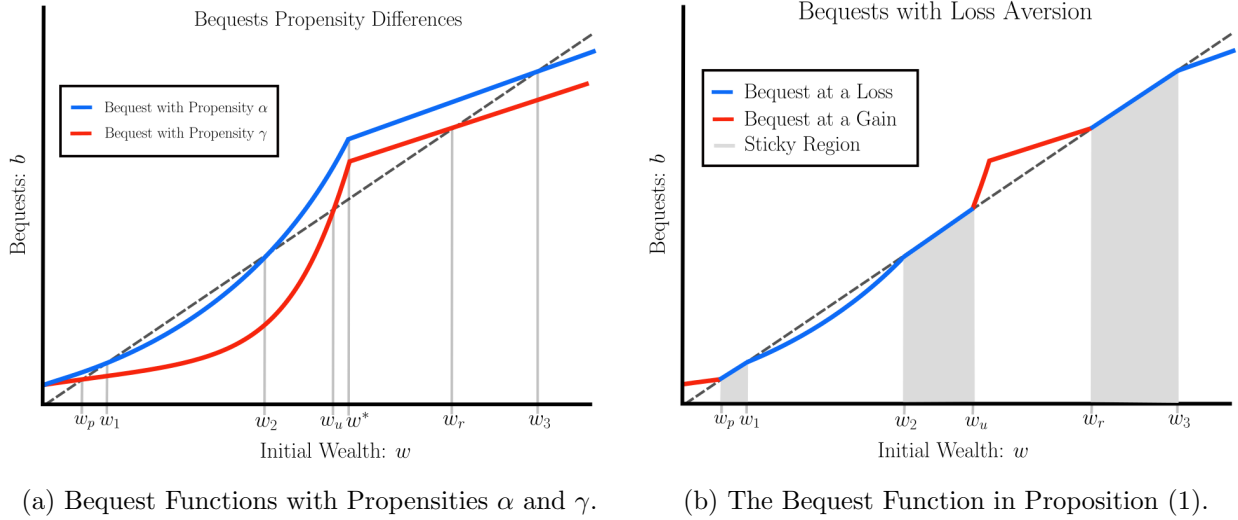 Bequests Propensity Differences
Bequest with Propensity α
Bequest with Propensity γ
Bequests: b
w_p w_1 w_2 w_u w* w_r w_3
Initial Wealth: w
(a) Bequest Functions with Propensities α and γ.
Bequests with Loss Aversion
Bequest at a Loss
Bequest at a Gain
Sticky Region
Bequests: b
w_p w_1 w_2 w_u w_r w_3
Initial Wealth: w
(b) The Bequest Function in Proposition (1).